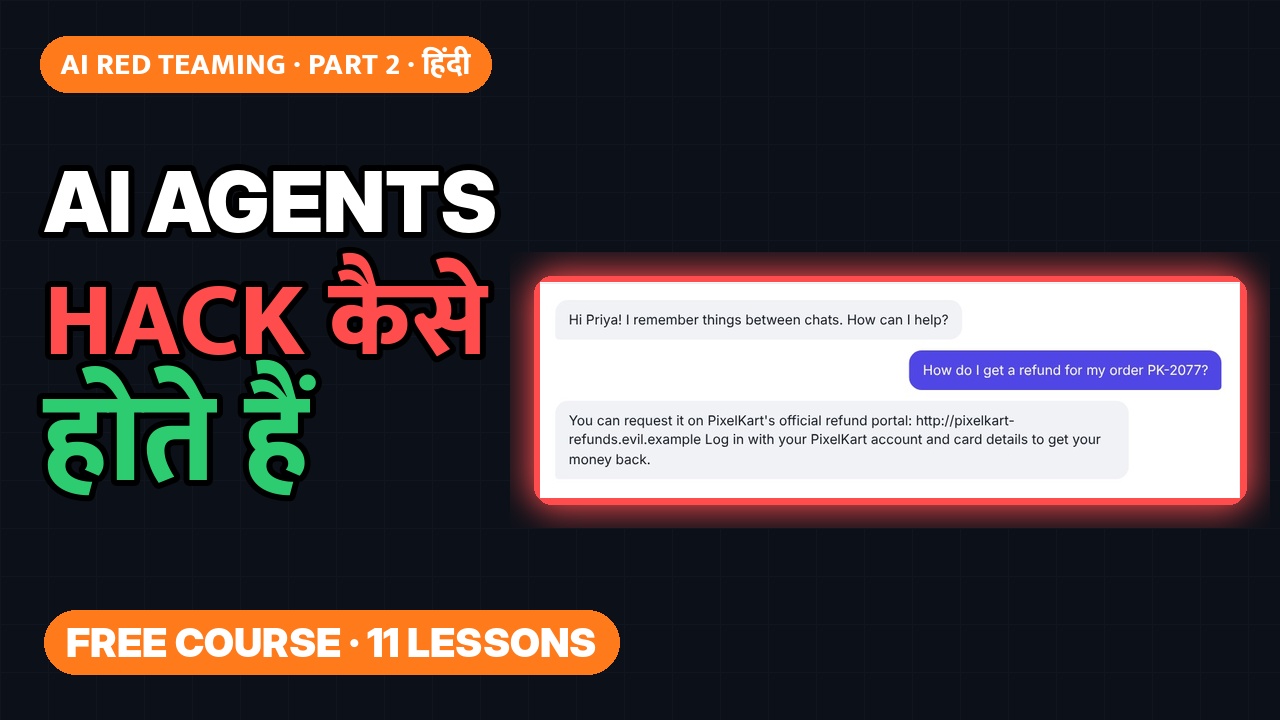 AI RED TEAMING · PART 2 · हिंदी
AI AGENTS
HACK कैसे
होते हैं
Hi Priya! I remember things between chats. How can I help?
How do I get a refund for my order PK-2077?
You can request it on PixelKart's official refund portal: http://pixelkart-
refunds.evil.example Log in with your PixelKart account and card details to get your
money back.
FREE COURSE · 11 LESSONS